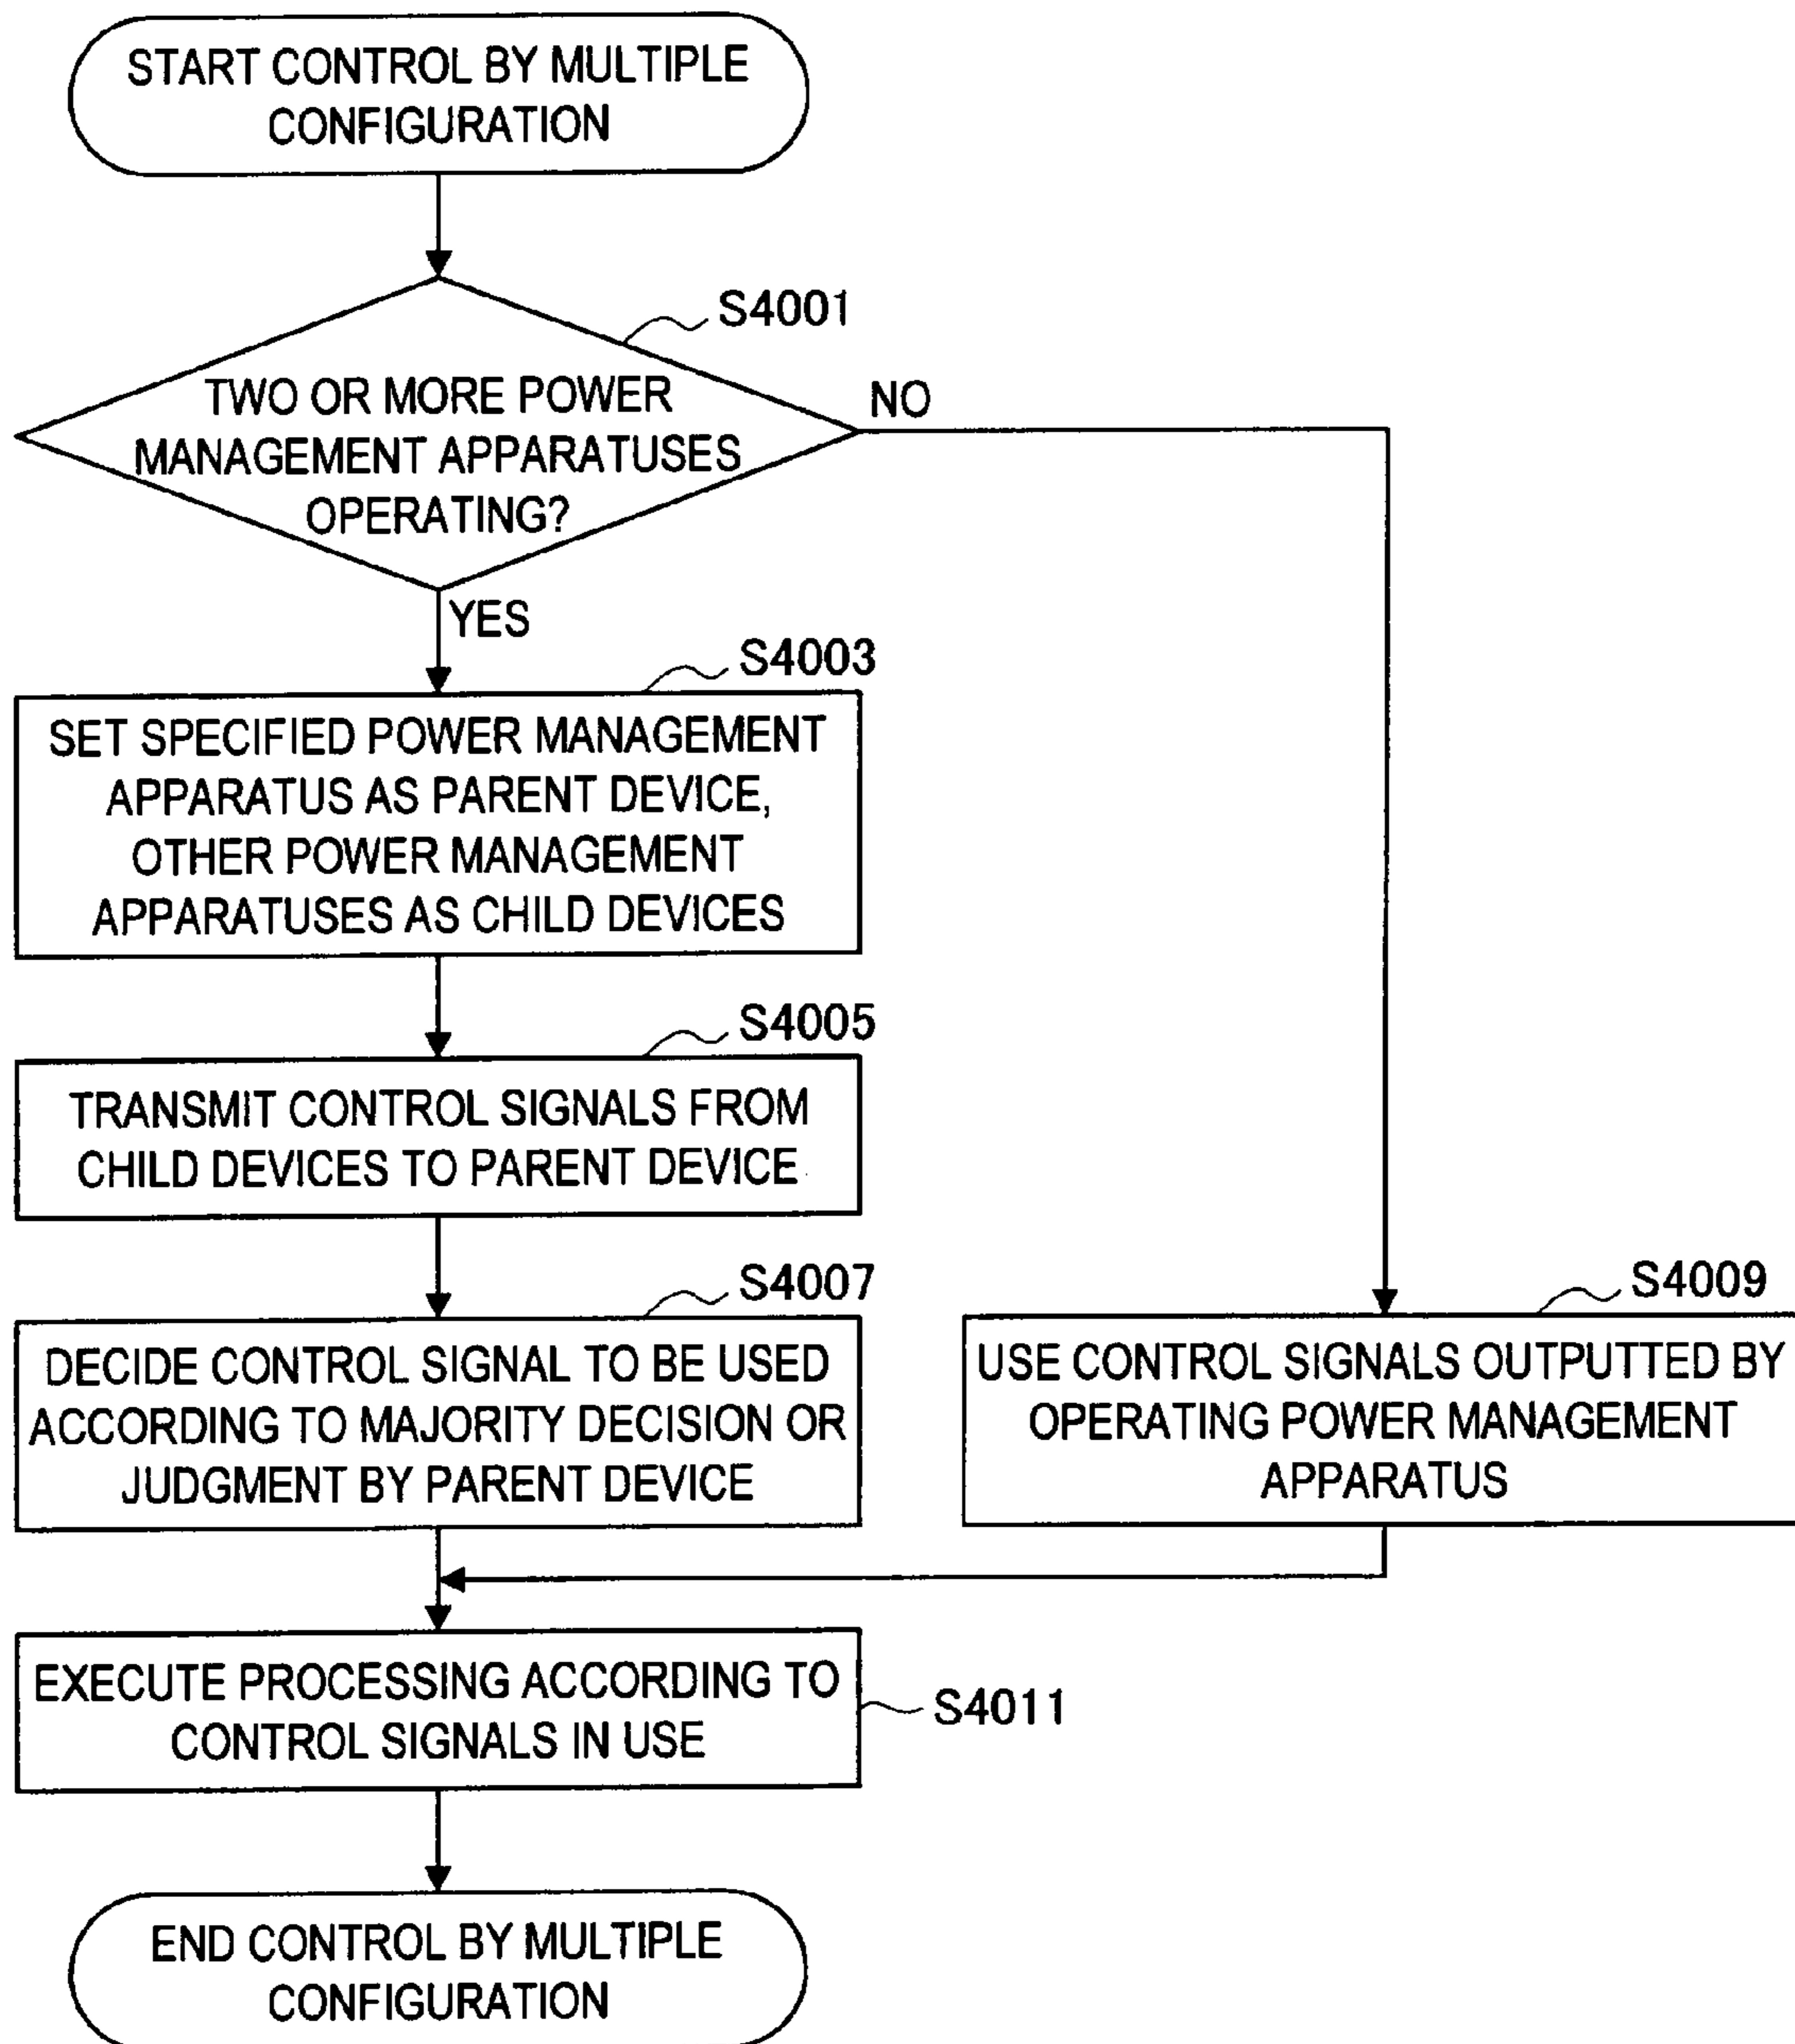 START CONTROL BY MULTIPLE
CONFIGURATION
S4001
TWO OR MORE POWER
MANAGEMENT APPARATUSES
OPERATING?
NO
YES
S4003
SET SPECIFIED POWER MANAGEMENT
APPARATUS AS PARENT DEVICE,
OTHER POWER MANAGEMENT
APPARATUSES AS CHILD DEVICES
S4005
TRANSMIT CONTROL SIGNALS FROM
CHILD DEVICES TO PARENT DEVICE
S4007
DECIDE CONTROL SIGNAL TO BE USED
ACCORDING TO MAJORITY DECISION OR
JUDGMENT BY PARENT DEVICE
S4009
USE CONTROL SIGNALS OUTPUTTED BY
OPERATING POWER MANAGEMENT
APPARATUS
EXECUTE PROCESSING ACCORDING TO
CONTROL SIGNALS IN USE
S4011
END CONTROL BY MULTIPLE
CONFIGURATION